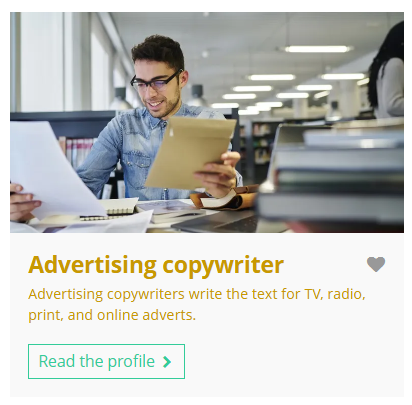 Advertising copywriter
Advertising copywriters write the text for TV, radio,
print, and online adverts.
Read the profile